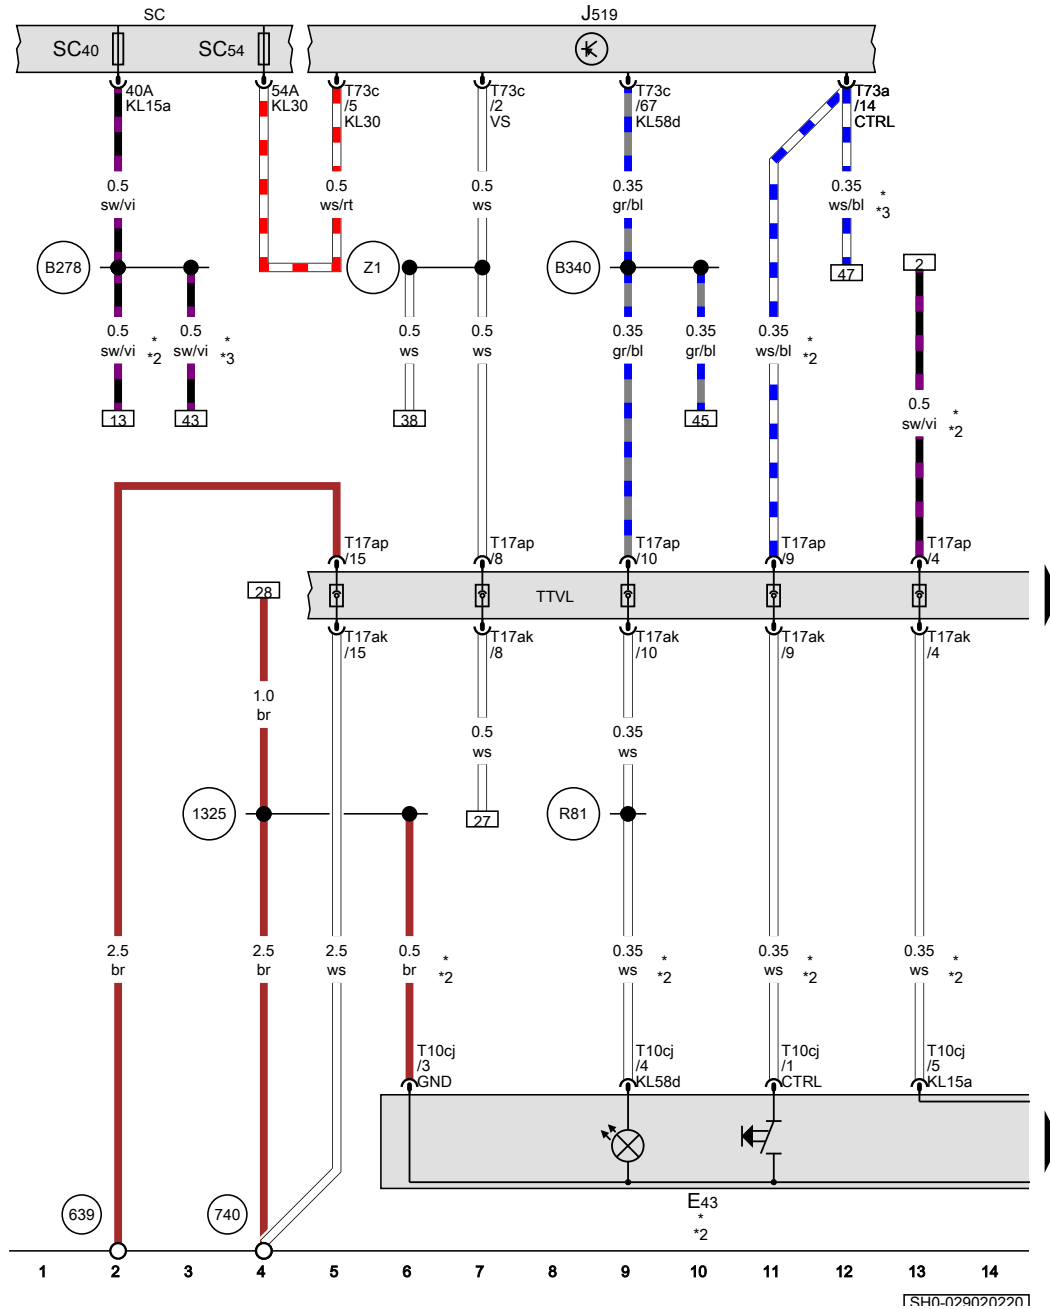 SC
J519
SC40
SC54
40A
KL15a
54A
KL30
T73c
/5
KL30
T73c
/2
VS
T73c
/67
KL58d
T73a
/14
CTRL
0.5
sw/vi
0.5
ws/rt
0.5
ws
0.35
gr/bl
0.35
ws/bl
*
*3
B278
Z1
B340
47
2
0.5
sw/vi
*
*2
0.5
sw/vi
*
*3
0.5
ws
0.5
ws
0.35
gr/bl
0.35
gr/bl
0.35
ws/bl
*
*2
13
43
38
45
0.5
sw/vi
*
*2
T17ap
/15
T17ap
/8
T17ap
/10
T17ap
/9
T17ap
/4
28
TTVL
T17ak
/15
T17ak
/8
T17ak
/10
T17ak
/9
T17ak
/4
1.0
br
0.5
ws
0.35
ws
1325
27
R81
2.5
br
2.5
br
2.5
ws
0.5
br
*
*2
0.35
ws
*
*2
0.35
ws
*
*2
0.35
ws
*
*2
T10cj
/3
GND
T10cj
/4
KL58d
T10cj
/1
CTRL
T10cj
/5
KL15a
E43
*
*2
639
740
1 2 3 4 5 6 7 8 9 10 11 12 13 14
SH0-029020220